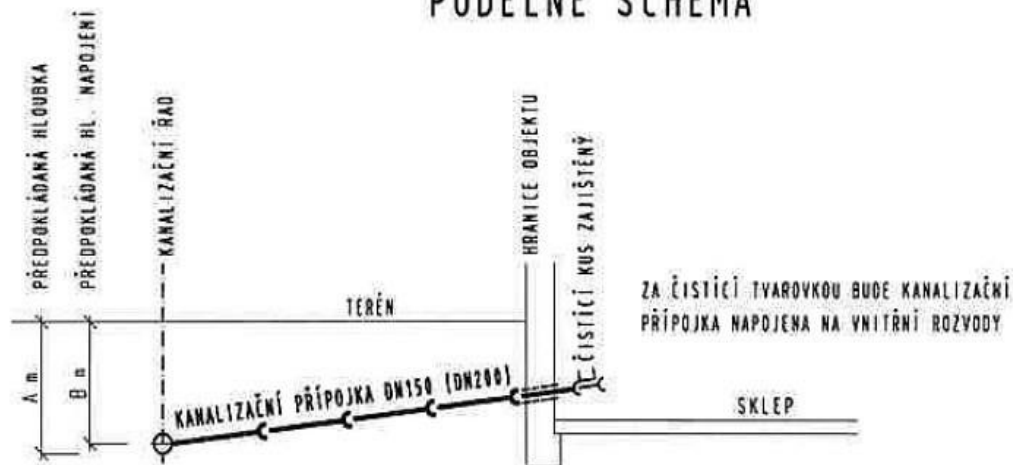 PODÉLNÉ SCHÉMA
PŘEDPOKLÁDANÁ HLOUBKA
PŘEDPOKLÁDANÁ HL. NAPOJENÍ
KANALIZAČNÍ ŘAD
HRANICE OBJEKTU
ČISTÍCÍ KUS ZAJIŠTĚNÝ
TERÉN
ZA ČISTÍCÍ TVAROVKOU BUDE KANALIZAČNÍ
PŘÍPOJKA NAPOJENA NA VNITŘNÍ ROZVODY
A m
B m
KANALIZAČNÍ PŘÍPOJKA DN150 (DN200)
SKLEP